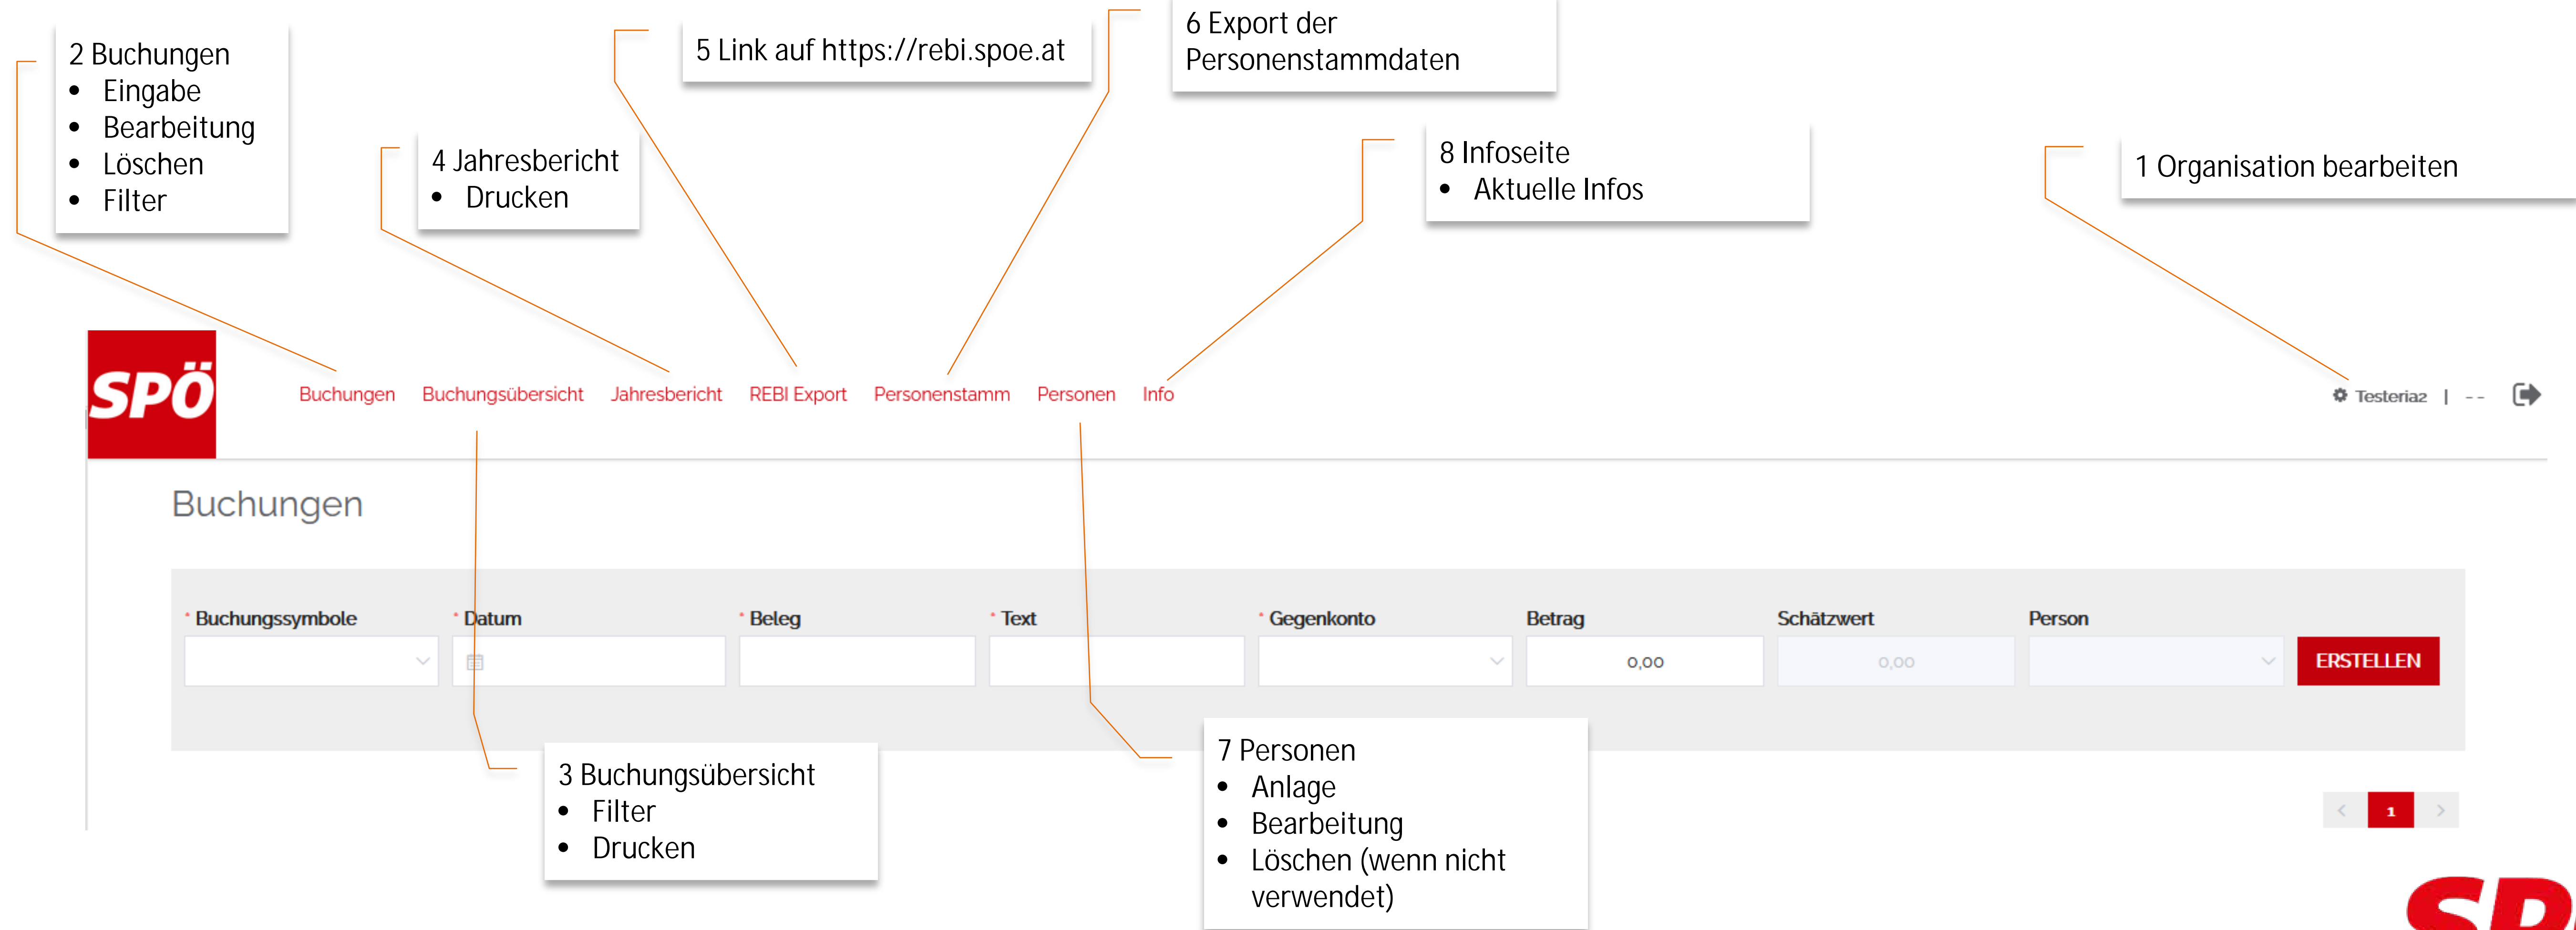 6 Export der
Personenstammdaten
2 Buchungen
• Eingabe
• Bearbeitung
• Löschen
• Filter
5 Link auf https://rebi.spoe.at
4 Jahresbericht
• Drucken
8 Infoseite
• Aktuelle Infos
1 Organisation bearbeiten
SPÖ
Buchungen Buchungsübersicht Jahresbericht REBI Export Personenstamm Personen Info
Testeria2 | --
Buchungen
* Buchungssymbole * Datum * Beleg * Text * Gegenkonto Betrag Schätzwert Person
0,00 0,00 ERSTELLEN
3 Buchungsübersicht
• Filter
• Drucken
7 Personen
• Anlage
• Bearbeitung
• Löschen (wenn nicht
verwendet)
< 1 >